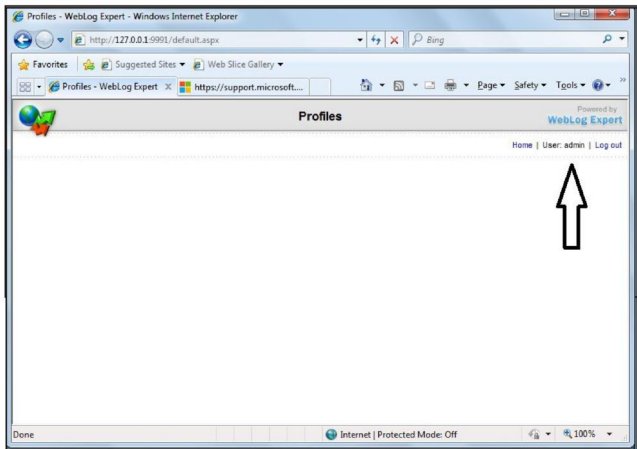 Profiles - WebLog Expert - Windows Internet Explorer
http://127.0.0.1:9991/default.aspx
Bing
Favorites
Suggested Sites
Web Slice Gallery
Profiles - WebLog Expert
https://support.microsoft....
Page
Safety
Tools
»
Profiles
Powered by
WebLog Expert
Home | User: admin | Log out
Done
Internet | Protected Mode: Off
100%